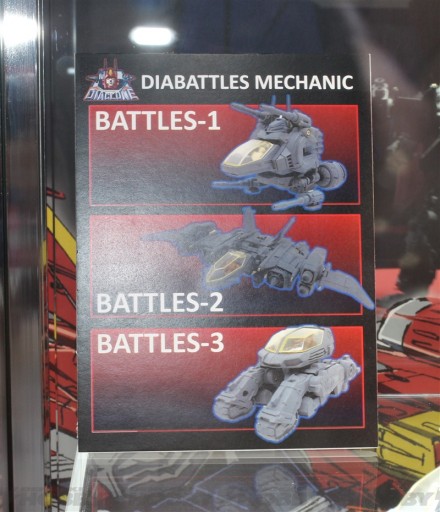 DIACLONE
DIABATTLES MECHANIC
BATTLES-1
BATTLES-2
BATTLES-3